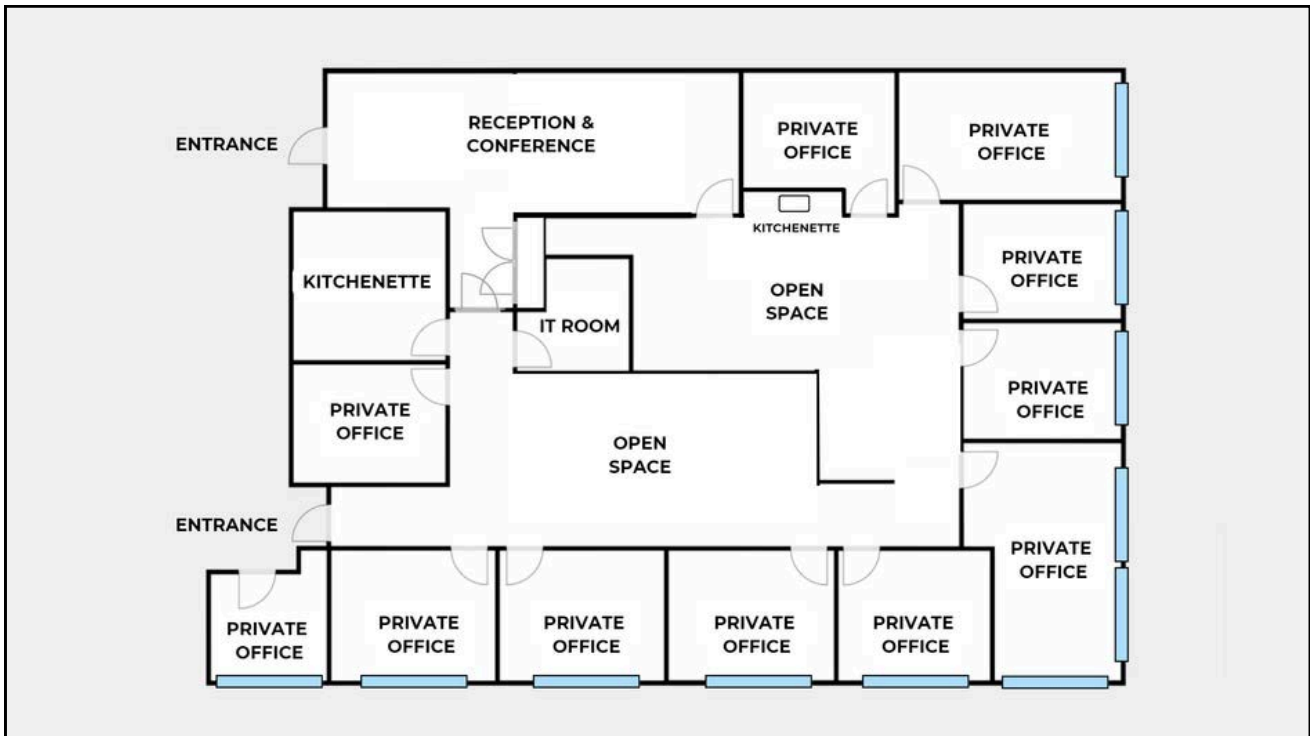 RECEPTION &
CONFERENCE
PRIVATE
OFFICE
PRIVATE
OFFICE
ENTRANCE
KITCHENETTE
KITCHENETTE
PRIVATE
OFFICE
OPEN
SPACE
IT ROOM
PRIVATE
OFFICE
PRIVATE
OFFICE
OPEN
SPACE
ENTRANCE
PRIVATE
OFFICE
PRIVATE
OFFICE
PRIVATE
OFFICE
PRIVATE
OFFICE
PRIVATE
OFFICE
PRIVATE
OFFICE